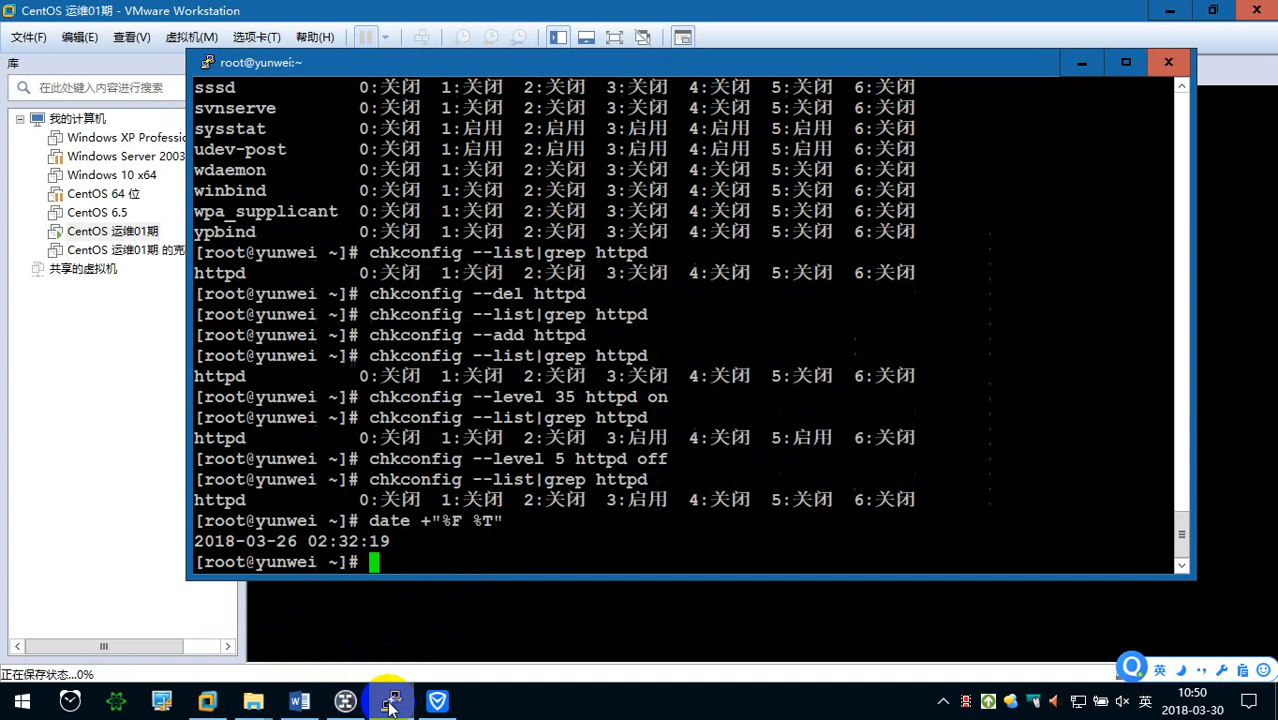 CentOS 运维01期 - VMware Workstation
文件(F) 编辑(E) 查看(V) 虚拟机(M) 选项卡(T) 帮助(H)
库
在此处键入内容进行搜索
我的计算机
Windows XP Professic
Windows Server 2003
Windows 10 x64
CentOS 64 位
CentOS 6.5
CentOS 运维01期
CentOS 运维01期 的克
共享的虚拟机
root@yunwei:~
sssd 0:关闭 1:关闭 2:关闭 3:关闭 4:关闭 5:关闭 6:关闭
svnserve 0:关闭 1:关闭 2:关闭 3:关闭 4:关闭 5:关闭 6:关闭
sysstat 0:关闭 1:启用 2:启用 3:启用 4:启用 5:启用 6:关闭
udev-post 0:关闭 1:启用 2:启用 3:启用 4:启用 5:启用 6:关闭
wdaemon 0:关闭 1:关闭 2:关闭 3:关闭 4:关闭 5:关闭 6:关闭
winbind 0:关闭 1:关闭 2:关闭 3:关闭 4:关闭 5:关闭 6:关闭
wpa_supplicant 0:关闭 1:关闭 2:关闭 3:关闭 4:关闭 5:关闭 6:关闭
ypbind 0:关闭 1:关闭 2:关闭 3:关闭 4:关闭 5:关闭 6:关闭
[root@yunwei ~]# chkconfig --list|grep httpd
httpd 0:关闭 1:关闭 2:关闭 3:关闭 4:关闭 5:关闭 6:关闭
[root@yunwei ~]# chkconfig --del httpd
[root@yunwei ~]# chkconfig --list|grep httpd
[root@yunwei ~]# chkconfig --add httpd
[root@yunwei ~]# chkconfig --list|grep httpd
httpd 0:关闭 1:关闭 2:关闭 3:关闭 4:关闭 5:关闭 6:关闭
[root@yunwei ~]# chkconfig --level 35 httpd on
[root@yunwei ~]# chkconfig --list|grep httpd
httpd 0:关闭 1:关闭 2:关闭 3:启用 4:关闭 5:启用 6:关闭
[root@yunwei ~]# chkconfig --level 5 httpd off
[root@yunwei ~]# chkconfig --list|grep httpd
httpd 0:关闭 1:关闭 2:关闭 3:启用 4:关闭 5:关闭 6:关闭
[root@yunwei ~]# date +"%F %T"
2018-03-26 02:32:19
[root@yunwei ~]#
正在保存状态...0%
英
英
10:50
2018-03-30